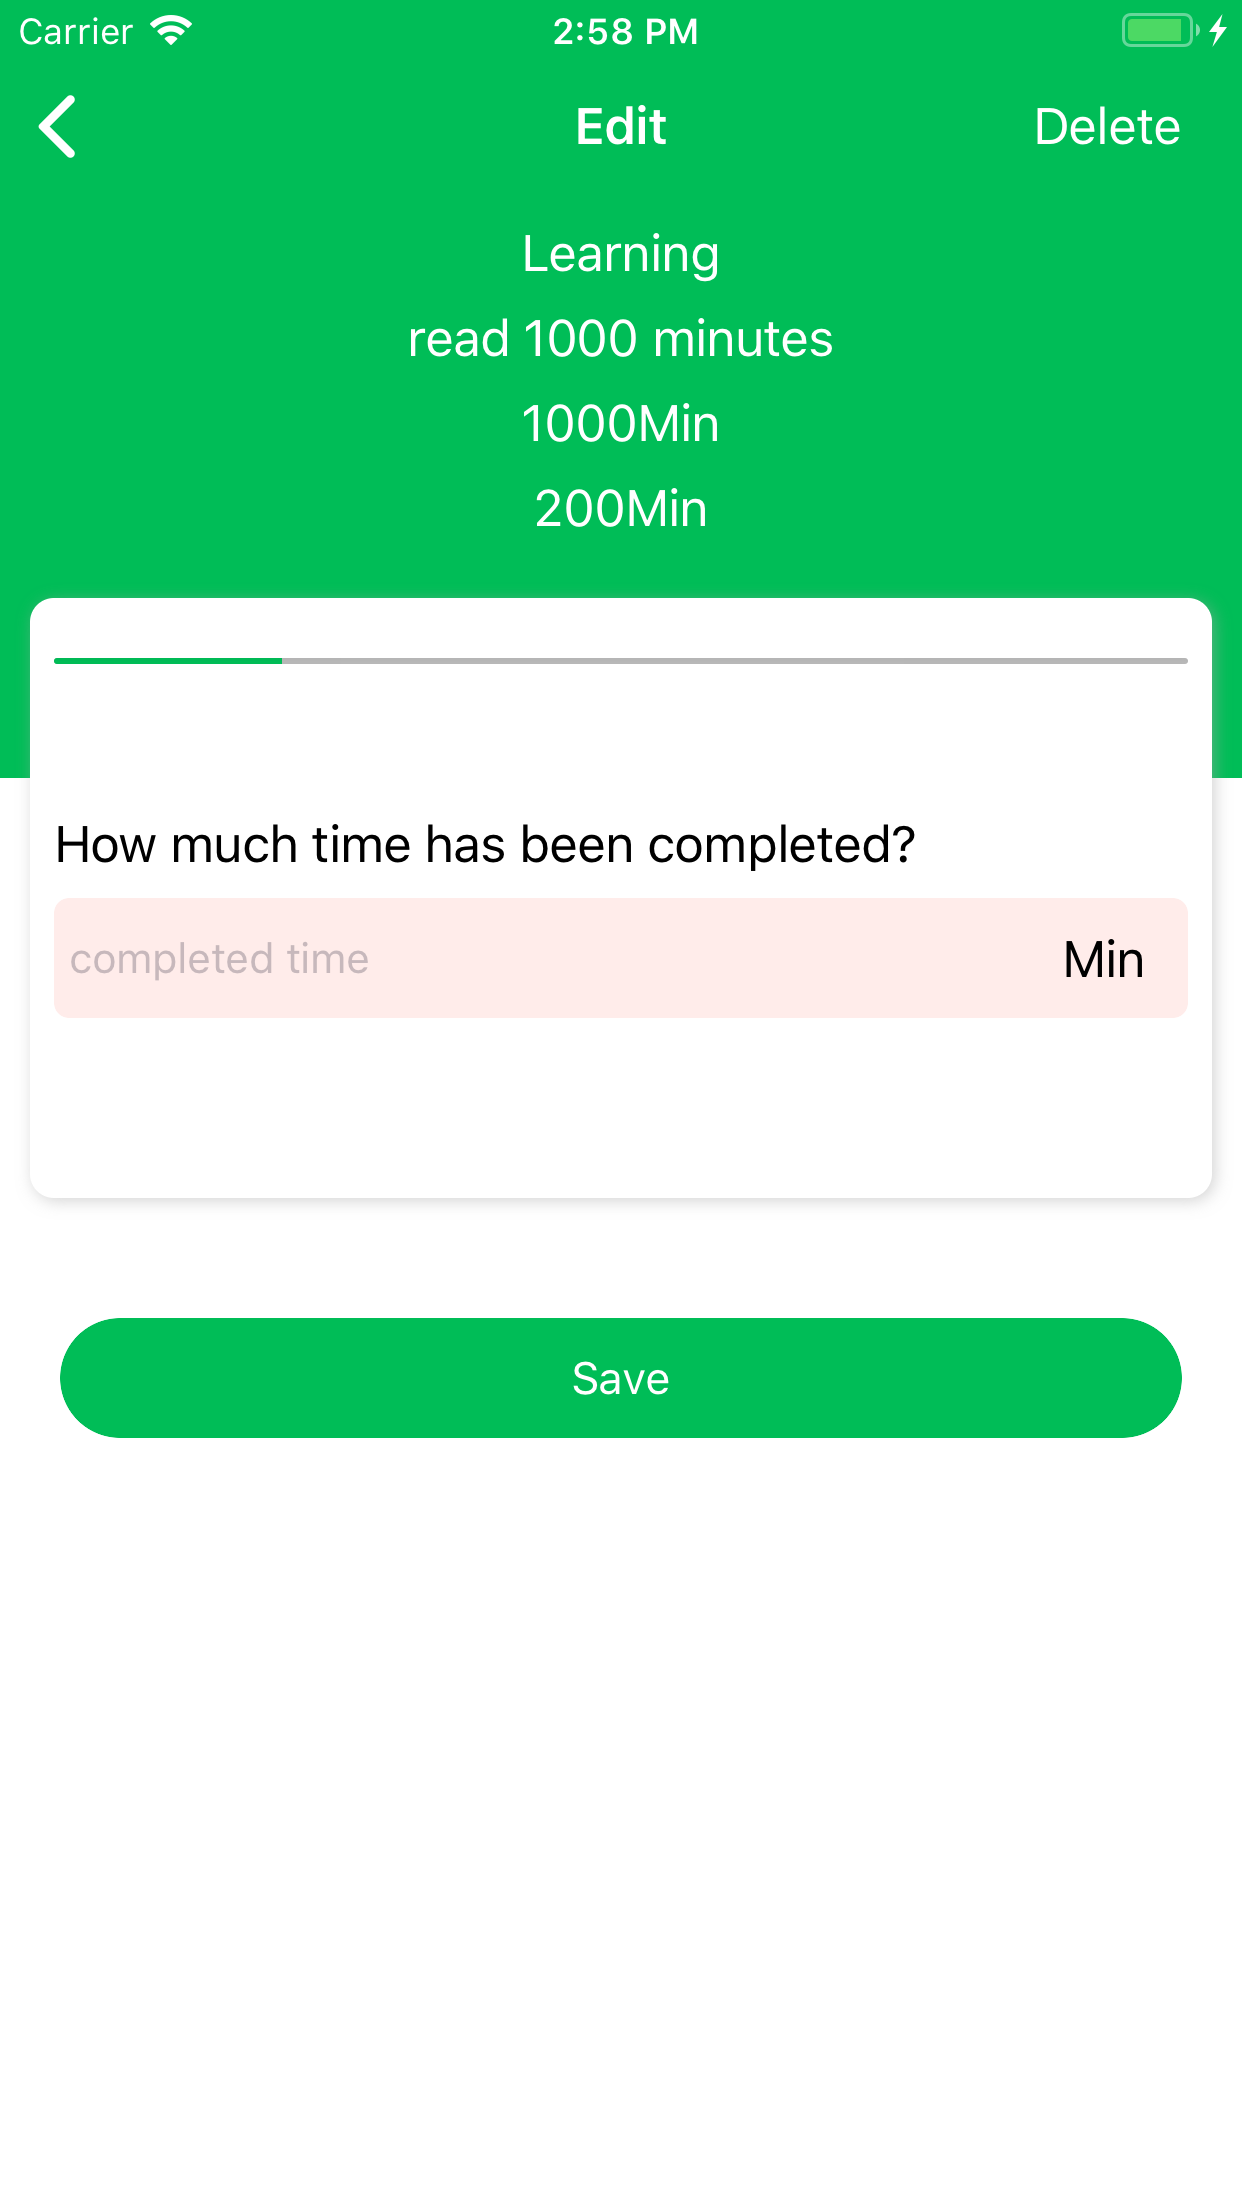 Carrier 2:58 PM
Edit Delete
Learning
read 1000 minutes
1000Min
200Min
How much time has been completed?
completed time Min
Save